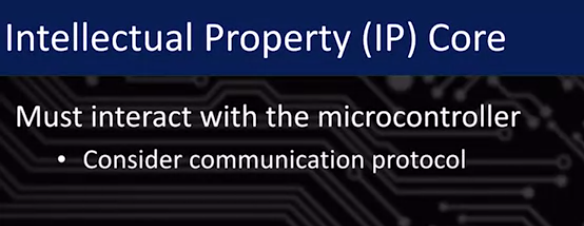 Intellectual Property (IP) Core
Must interact with the microcontroller
• Consider communication protocol